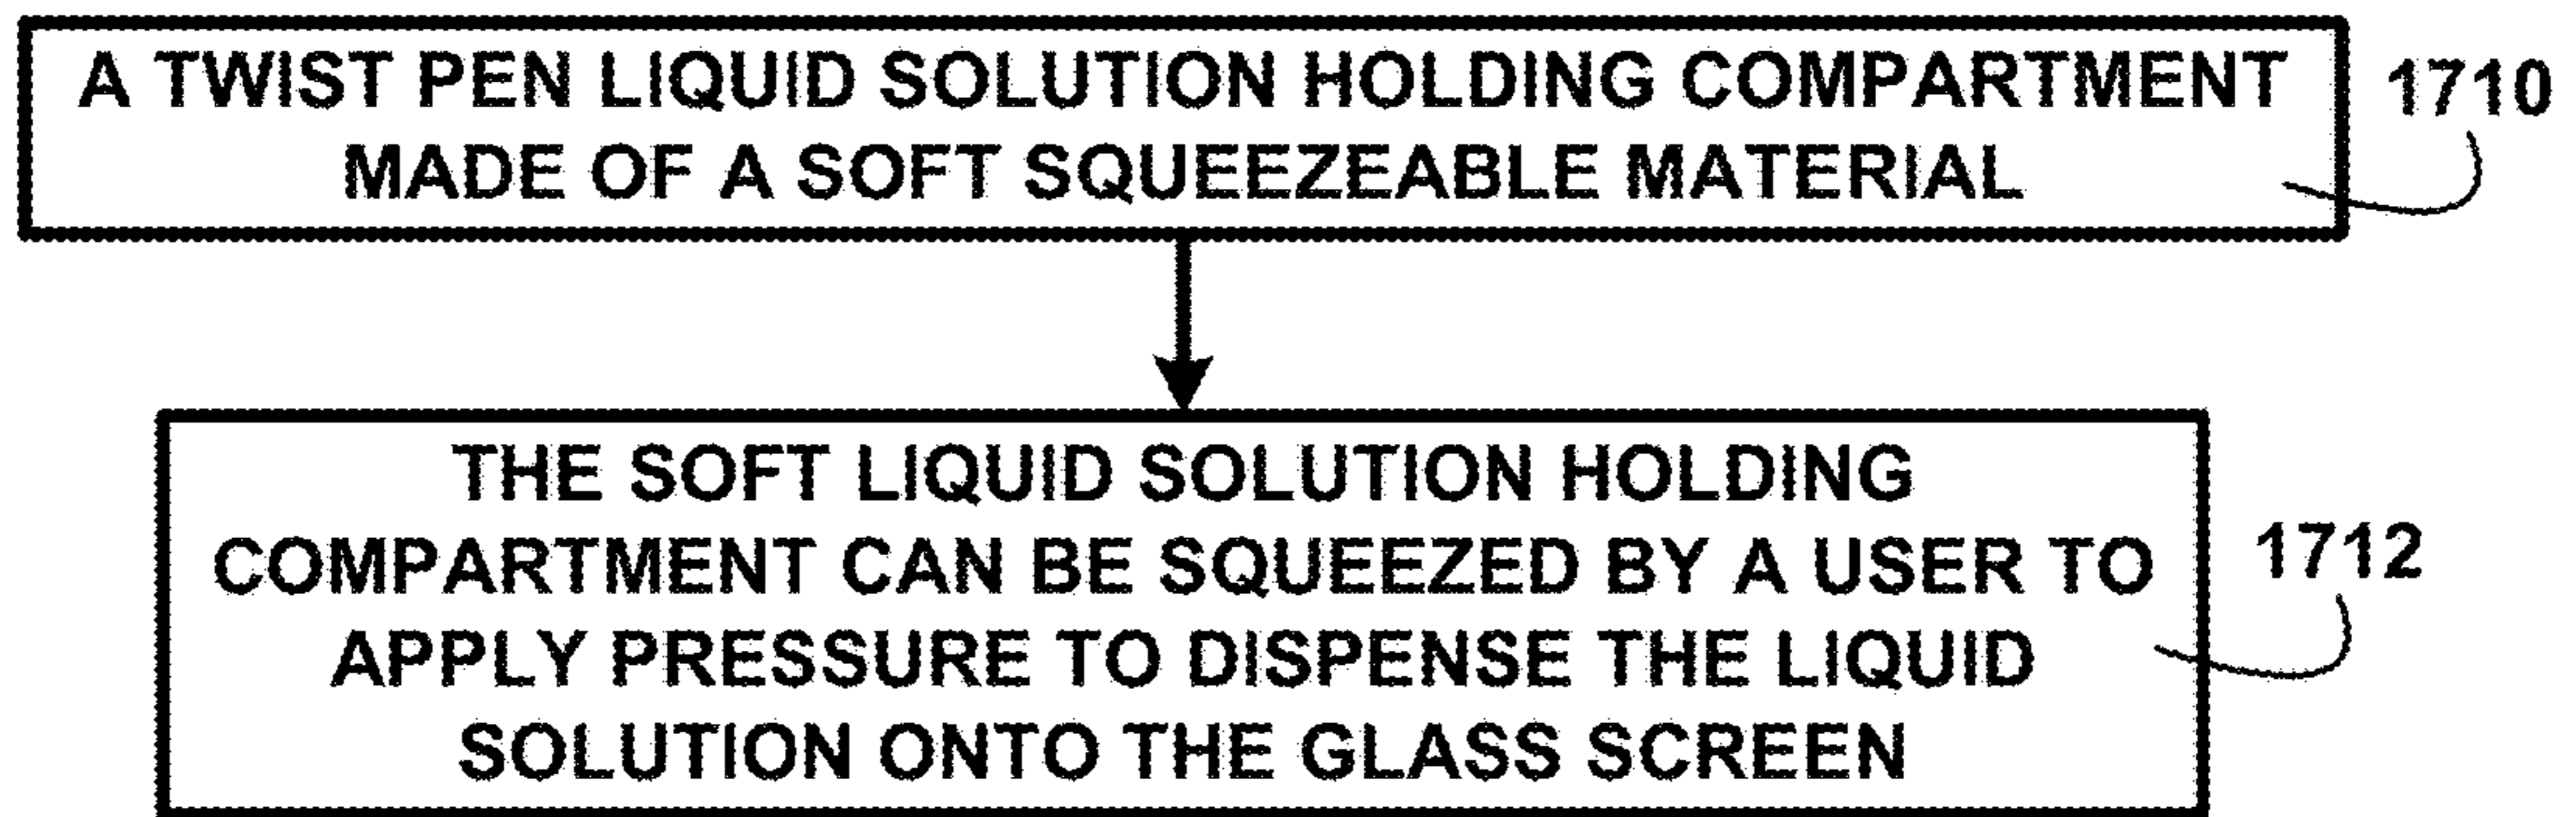 A TWIST PEN LIQUID SOLUTION HOLDING COMPARTMENT
MADE OF A SOFT SQUEEZEABLE MATERIAL
1710
THE SOFT LIQUID SOLUTION HOLDING
COMPARTMENT CAN BE SQUEEZED BY A USER TO
APPLY PRESSURE TO DISPENSE THE LIQUID
SOLUTION ONTO THE GLASS SCREEN
1712